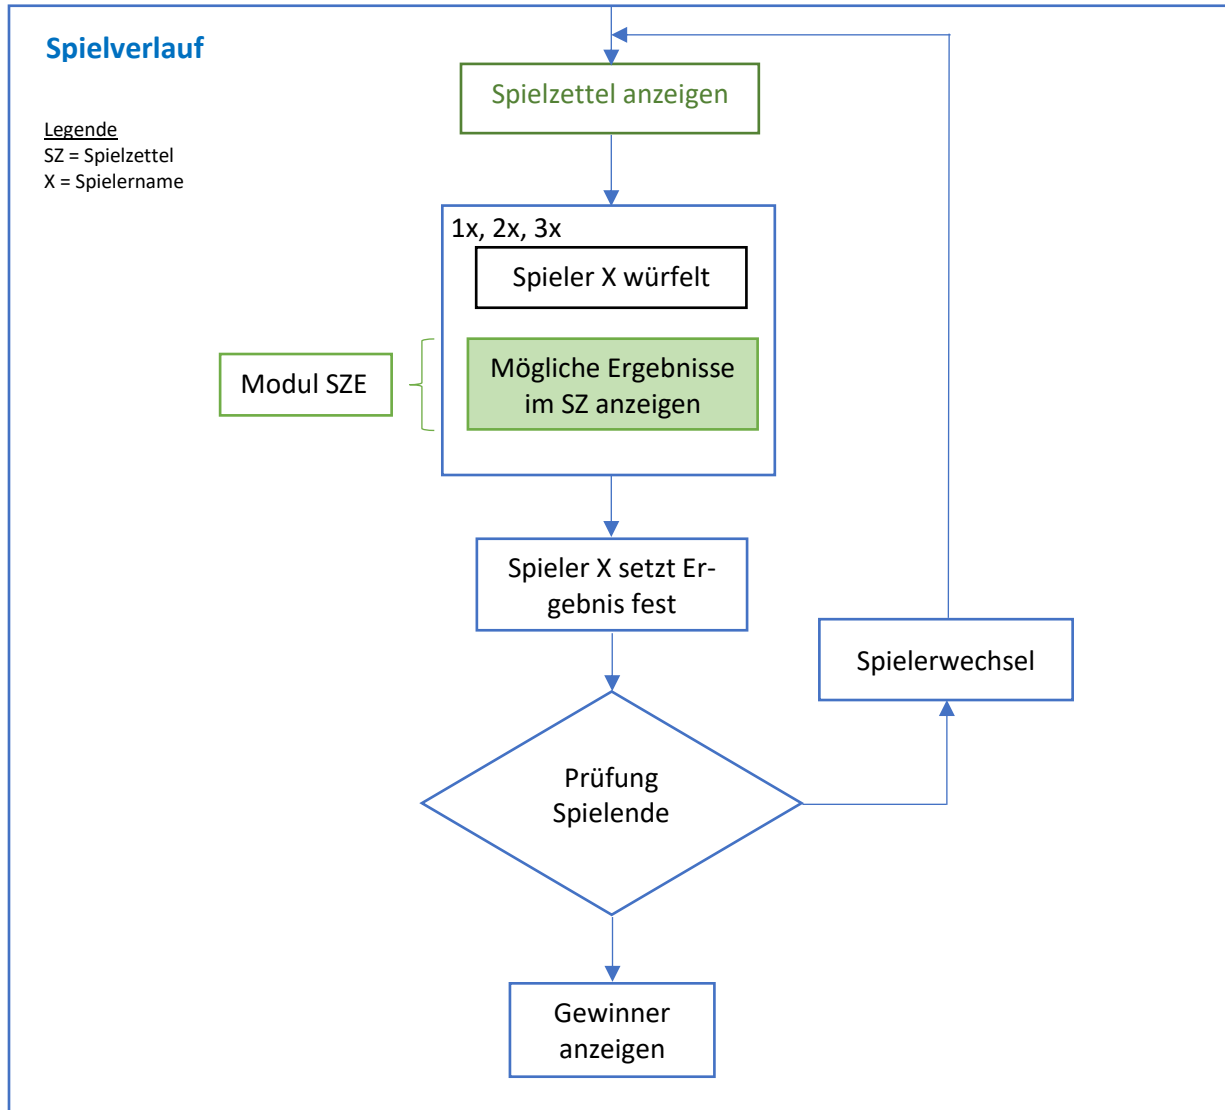 Spielverlauf
Legende
SZ = Spielzettel
X = Spielername
Spielzettel anzeigen
1x, 2x, 3x
Spieler X würfelt
Modul SZE
Mögliche Ergebnisse
im SZ anzeigen
Spieler X setzt Er-
gebnis fest
Spielerwechsel
Prüfung
Spielende
Gewinner
anzeigen